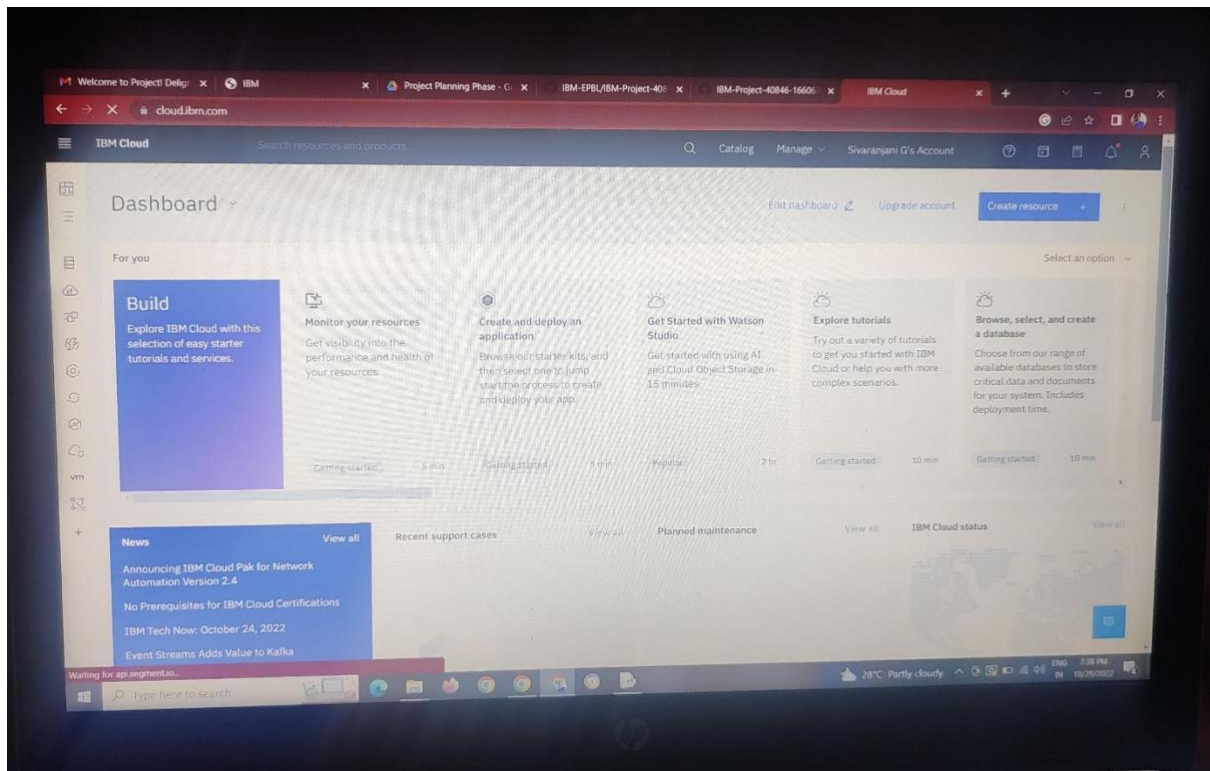 Welcome to Project! Delig
IBM
Project Planning Phase - G
IBM-EPBL/IBM-Project-408
IBM-Project-40846-16606
IBM Cloud
cloud.ibm.com
IBM Cloud
Search resources and products...
Catalog
Manage
Sivaranjani G's Account
Dashboard
Edit dashboard
Upgrade account
Create resource +
For you
Select an option
Build
Explore IBM Cloud with this
selection of easy starter
tutorials and services.
Monitor your resources
Get visibility into the
performance and health of
your resources.
Getting started
5 min
Create and deploy an
application
Browse our starter kits, and
then select one to jump
start the process to create
and deploy your app.
Getting started
5 min
Get Started with Watson
Studio
Get started with using AI
and Cloud Object Storage in
15 minutes.
Popular
2 hr
Explore tutorials
Try out a variety of tutorials
to get you started with IBM
Cloud or help you with more
complex scenarios.
Getting started
10 min
Browse, select, and create
a database
Choose from our range of
available databases to store
critical data and documents
for your system. Includes
deployment time.
Getting started
10 min
vm
News
View all
Announcing IBM Cloud Pak for Network
Automation Version 2.4
No Prerequisites for IBM Cloud Certifications
IBM Tech Now: October 24, 2022
Event Streams Adds Value to Kafka
Recent support cases
View all
Planned maintenance
View all
IBM Cloud status
View all
Waiting for api.segment.io...
Type here to search
28°C Partly cloudy
ENG
IN
7:38 PM
10/29/2022
hp